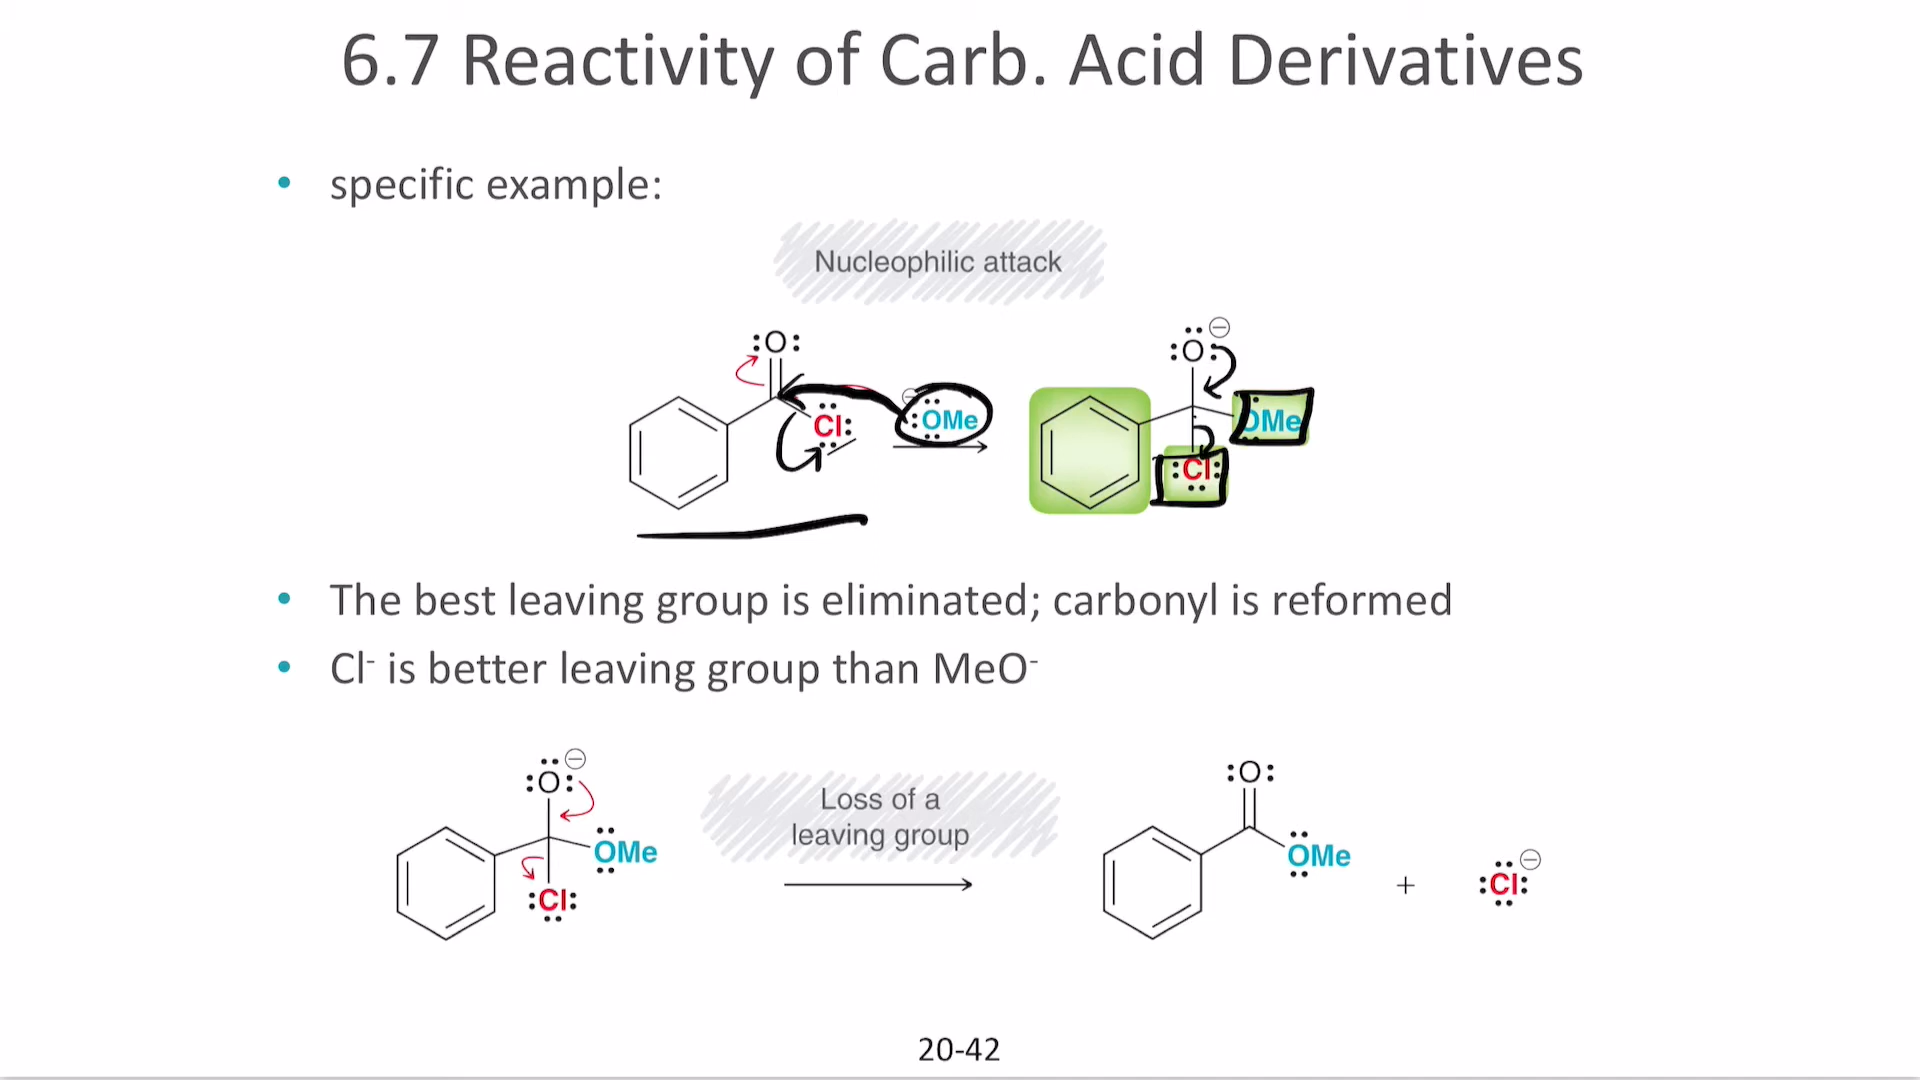 6.7 Reactivity of Carb. Acid Derivatives
• specific example:
Nucleophilic attack
:O:
Cl:
⊖
:OMe
⊖
:O:
OMe
:Cl:
• The best leaving group is eliminated; carbonyl is reformed
• Cl⁻ is better leaving group than MeO⁻
⊖
:O:
OMe
:Cl:
Loss of a
leaving group
:O:
OMe
+
⊖
:Cl:
20-42